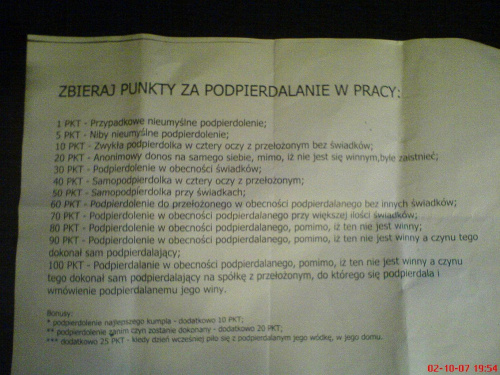 ZBIERAJ PUNKTY ZA PODPIERDALANIE W PRACY:
1 PKT - Przypadkowe nieumyślne podpierdolenie;
5 PKT - Niby nieumyślne podpierdolenie;
10 PKT - Zwykła podpierdolka w cztery oczy z przełożonym bez świadków;
20 PKT - Anonimowy donos na samego siebie, mimo, iż nie jest się winnym,byle zaistnieć;
30 PKT - Podpierdolenie w obecności świadków;
40 PKT - Samopodpierdolka w cztery oczy z przełożonym;
50 PKT - Samopodpierdolka przy świadkach;
60 PKT - Podpierdolenie do przełożonego w obecności podpierdalanego bez innych świadków;
70 PKT - Podpierdolenie w obecności podpierdalanego przy większej ilości świadków;
80 PKT - Podpierdolenie w obecności podpierdalanego, pomimo, iż ten nie jest winny;
90 PKT - Podpierdolenie w obecności podpierdalanego, pomimo, iż ten nie jest winny a czynu tego
dokonał sam podpierdalający;
100 PKT - Podpierdalanie w obecności podpierdalanego, pomimo, iż ten nie jest winny a czynu
tego dokonał sam podpierdalający na spółkę z przełożonym, do którego się podpierdala i
wmówienie podpierdalanemu jego winy.
Bonusy:
* podpierdolenie najlepszego kumpla - dodatkowo 10 PKT;
** podpierdolenie zanim czyn zostanie dokonany - dodatkowo 20 PKT;
*** dodatkowo 25 PKT - kiedy dzień wcześniej piło się z podpierdalanym jego wódkę, w jego domu.
02-10-07 19:54